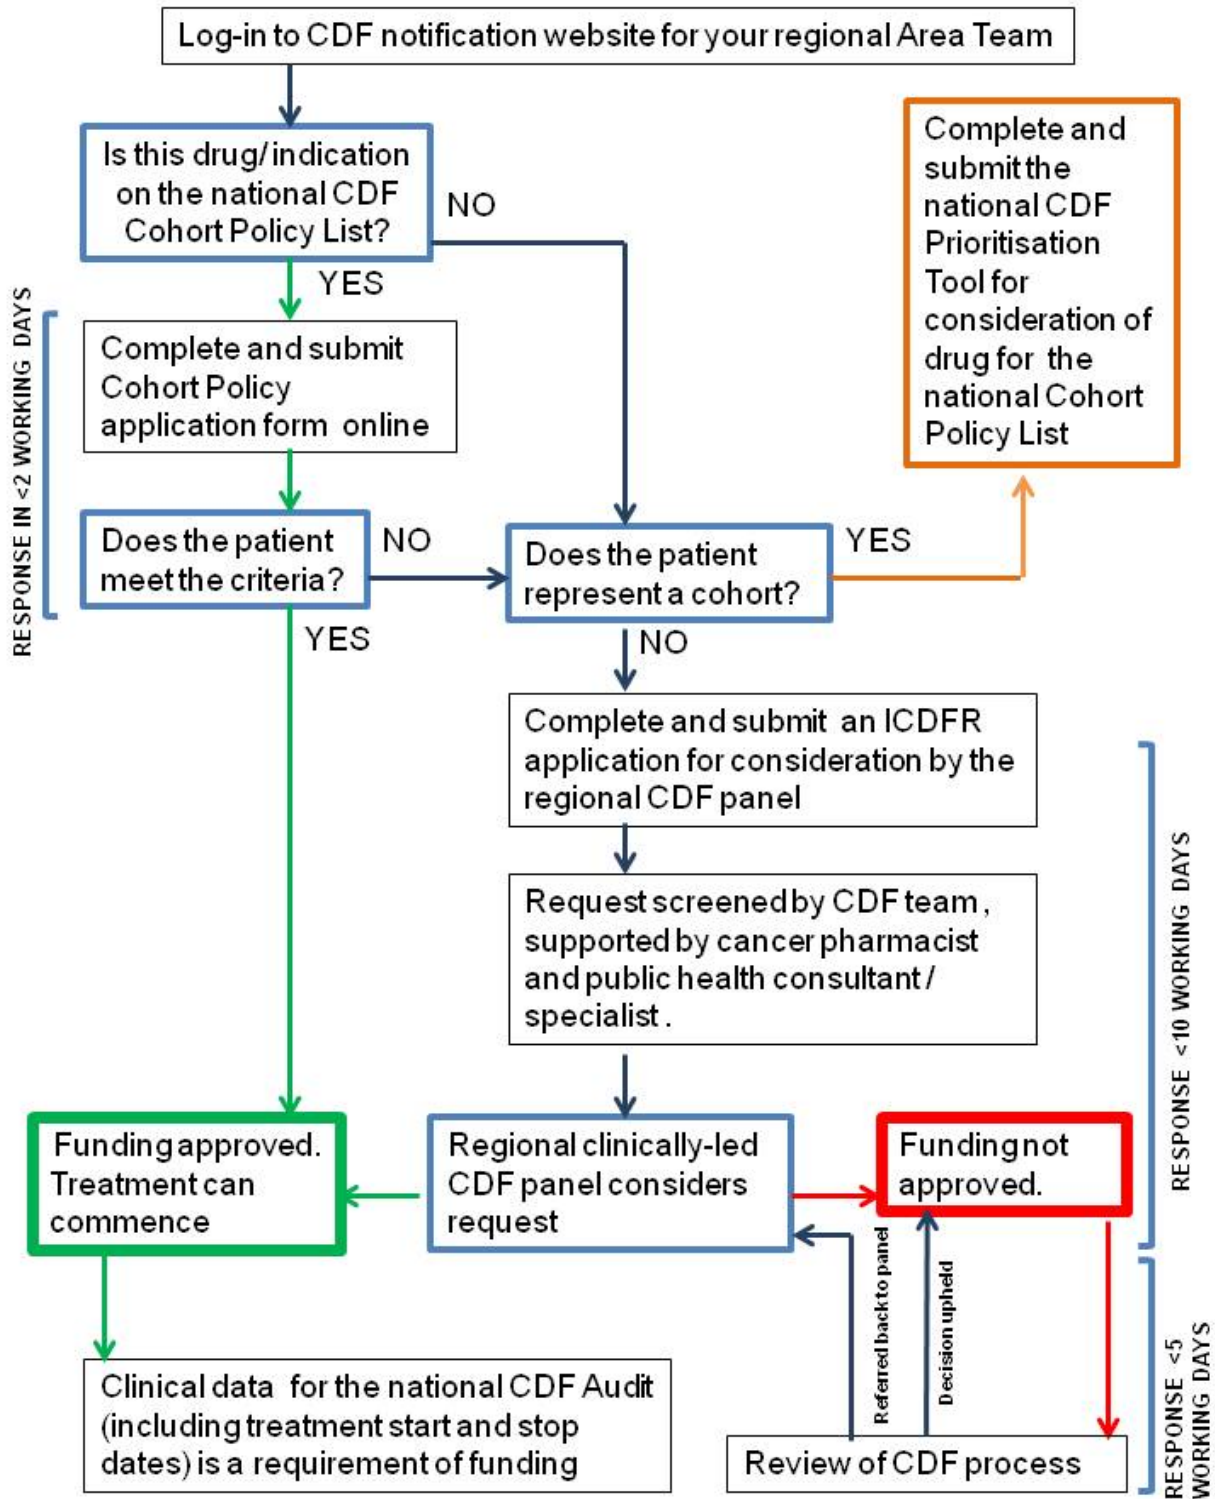 Log-in to CDF notification website for your regional Area Team
Is this drug/indication
on the national CDF
Cohort Policy List?
NO
YES
Complete and
submit the
national CDF
Prioritisation
Tool for
consideration of
drug for the
national Cohort
Policy List
RESPONSE IN <2 WORKING DAYS
Complete and submit
Cohort Policy
application form online
Does the patient
meet the criteria?
NO
YES
Does the patient
represent a cohort?
YES
NO
Complete and submit an ICDFR
application for consideration by the
regional CDF panel
Request screened by CDF team,
supported by cancer pharmacist
and public health consultant/
specialist.
RESPONSE <10 WORKING DAYS
Funding approved.
Treatment can
commence
Regional clinically-led
CDF panel considers
request
Funding not
approved.
Referred back to panel
Decision upheld
Clinical data for the national CDF Audit
(including treatment start and stop
dates) is a requirement of funding
Review of CDF process
RESPONSE <5
WORKING DAYS